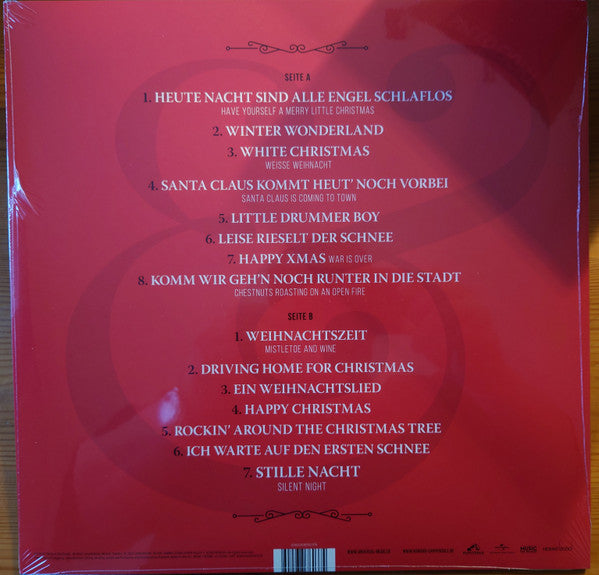 SEITE A
1. HEUTE NACHT SIND ALLE ENGEL SCHLAFLOS
HAVE YOURSELF A MERRY LITTLE CHRISTMAS
2. WINTER WONDERLAND
3. WHITE CHRISTMAS
WEISSE WEIHNACHT
4. SANTA CLAUS KOMMT HEUT' NOCH VORBEI
SANTA CLAUS IS COMING TO TOWN
5. LITTLE DRUMMER BOY
6. LEISE RIESELT DER SCHNEE
7. HAPPY XMAS WAR IS OVER
8. KOMM WIR GEH'N NOCH RUNTER IN DIE STADT
CHESTNUTS ROASTING ON AN OPEN FIRE
SEITE B
1. WEIHNACHTSZEIT
MISTLETOE AND WINE
2. DRIVING HOME FOR CHRISTMAS
3. EIN WEIHNACHTSLIED
4. HAPPY CHRISTMAS
5. ROCKIN' AROUND THE CHRISTMAS TREE
6. ICH WARTE AUF DEN ERSTEN SCHNEE
7. STILLE NACHT
SILENT NIGHT